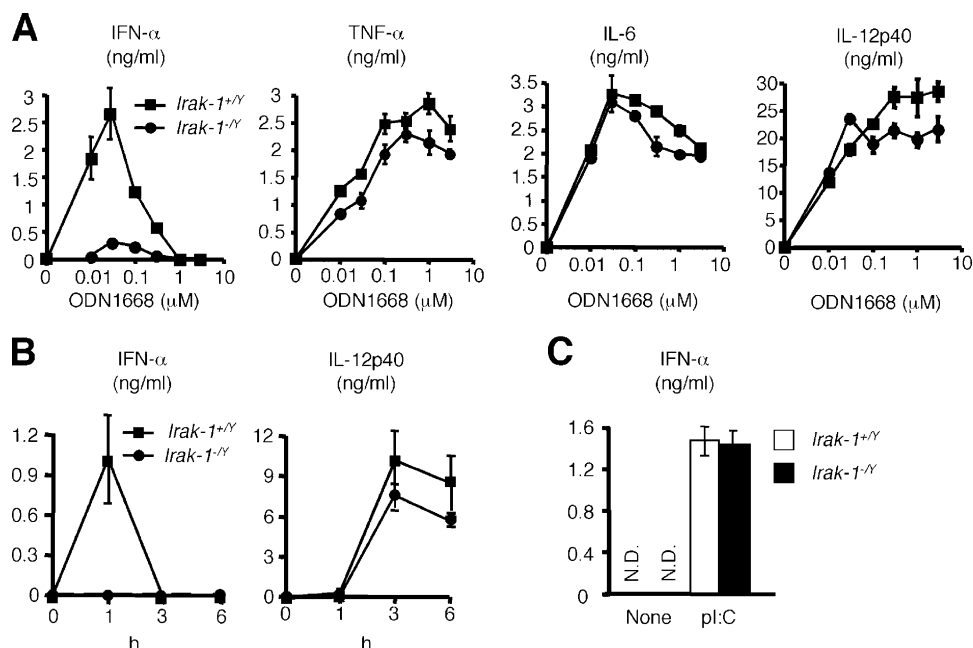 A
IFN-α
(ng/ml)
3
2.5
2
1.5
1
0.5
0
Irak-1+/Y
Irak-1-/Y
0 0.01 0.1 1 10
ODN1668 (μM)
TNF-α
(ng/ml)
3
2.5
2
1.5
1
0.5
0
0 0.01 0.1 1 10
ODN1668 (μM)
IL-6
(ng/ml)
3.5
3
2.5
2
1.5
1
0.5
0
0 0.01 0.1 1 10
ODN1668 (μM)
IL-12p40
(ng/ml)
30
25
20
15
10
5
0
0 0.01 0.1 1 10
ODN1668 (μM)
B
IFN-α
(ng/ml)
1.2
0.9
0.6
0.3
0
Irak-1+/Y
Irak-1-/Y
0 1 3 6
h
IL-12p40
(ng/ml)
12
9
6
3
0
0 1 3 6
h
C
IFN-α
(ng/ml)
1.6
1.2
0.8
0.4
0
N.D.
N.D.
None pI:C
Irak-1+/Y
Irak-1-/Y